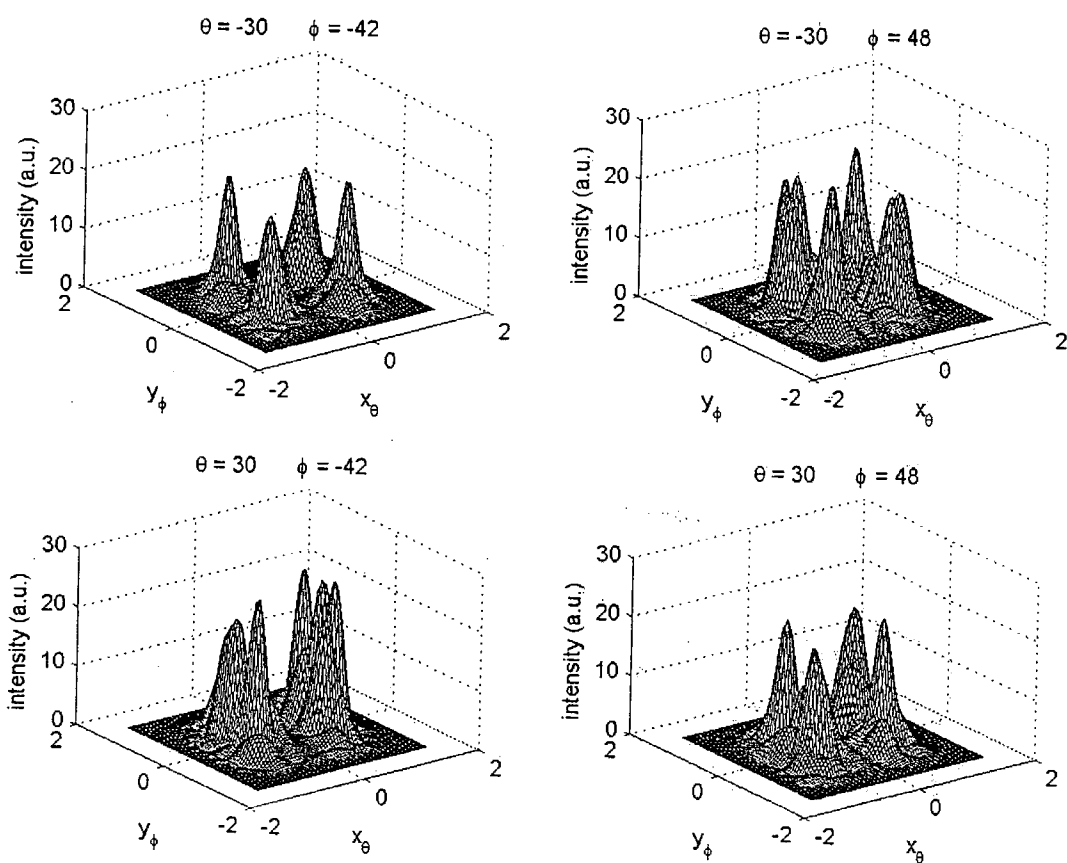 θ = -30 ϕ = -42
30
20
10
0
intensity (a.u.)
2
0
-2
y_ϕ
-2
0
2
x_θ
θ = -30 ϕ = 48
30
20
10
0
intensity (a.u.)
2
0
-2
y_ϕ
-2
0
2
x_θ
θ = 30 ϕ = -42
30
20
10
0
intensity (a.u.)
2
0
-2
y_ϕ
-2
0
2
x_θ
θ = 30 ϕ = 48
30
20
10
0
intensity (a.u.)
2
0
-2
y_ϕ
-2
0
2
x_θ